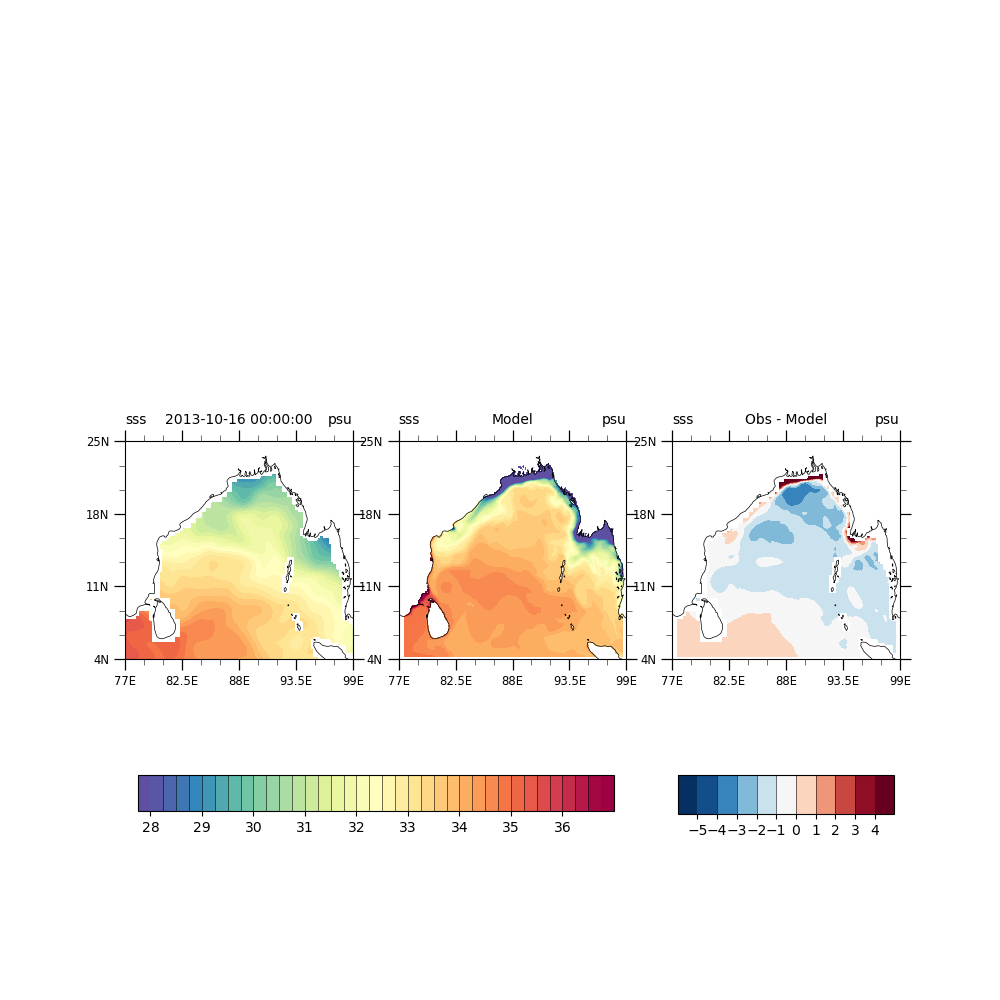 sss 2013-10-16 00:00:00 psu
sss Model psu
sss Obs - Model psu
25N
18N
11N
4N
77E 82.5E 88E 93.5E 99E
25N
18N
11N
4N
77E 82.5E 88E 93.5E 99E
25N
18N
11N
4N
77E 82.5E 88E 93.5E 99E
28 29 30 31 32 33 34 35 36
−5 −4 −3 −2 −1 0 1 2 3 4